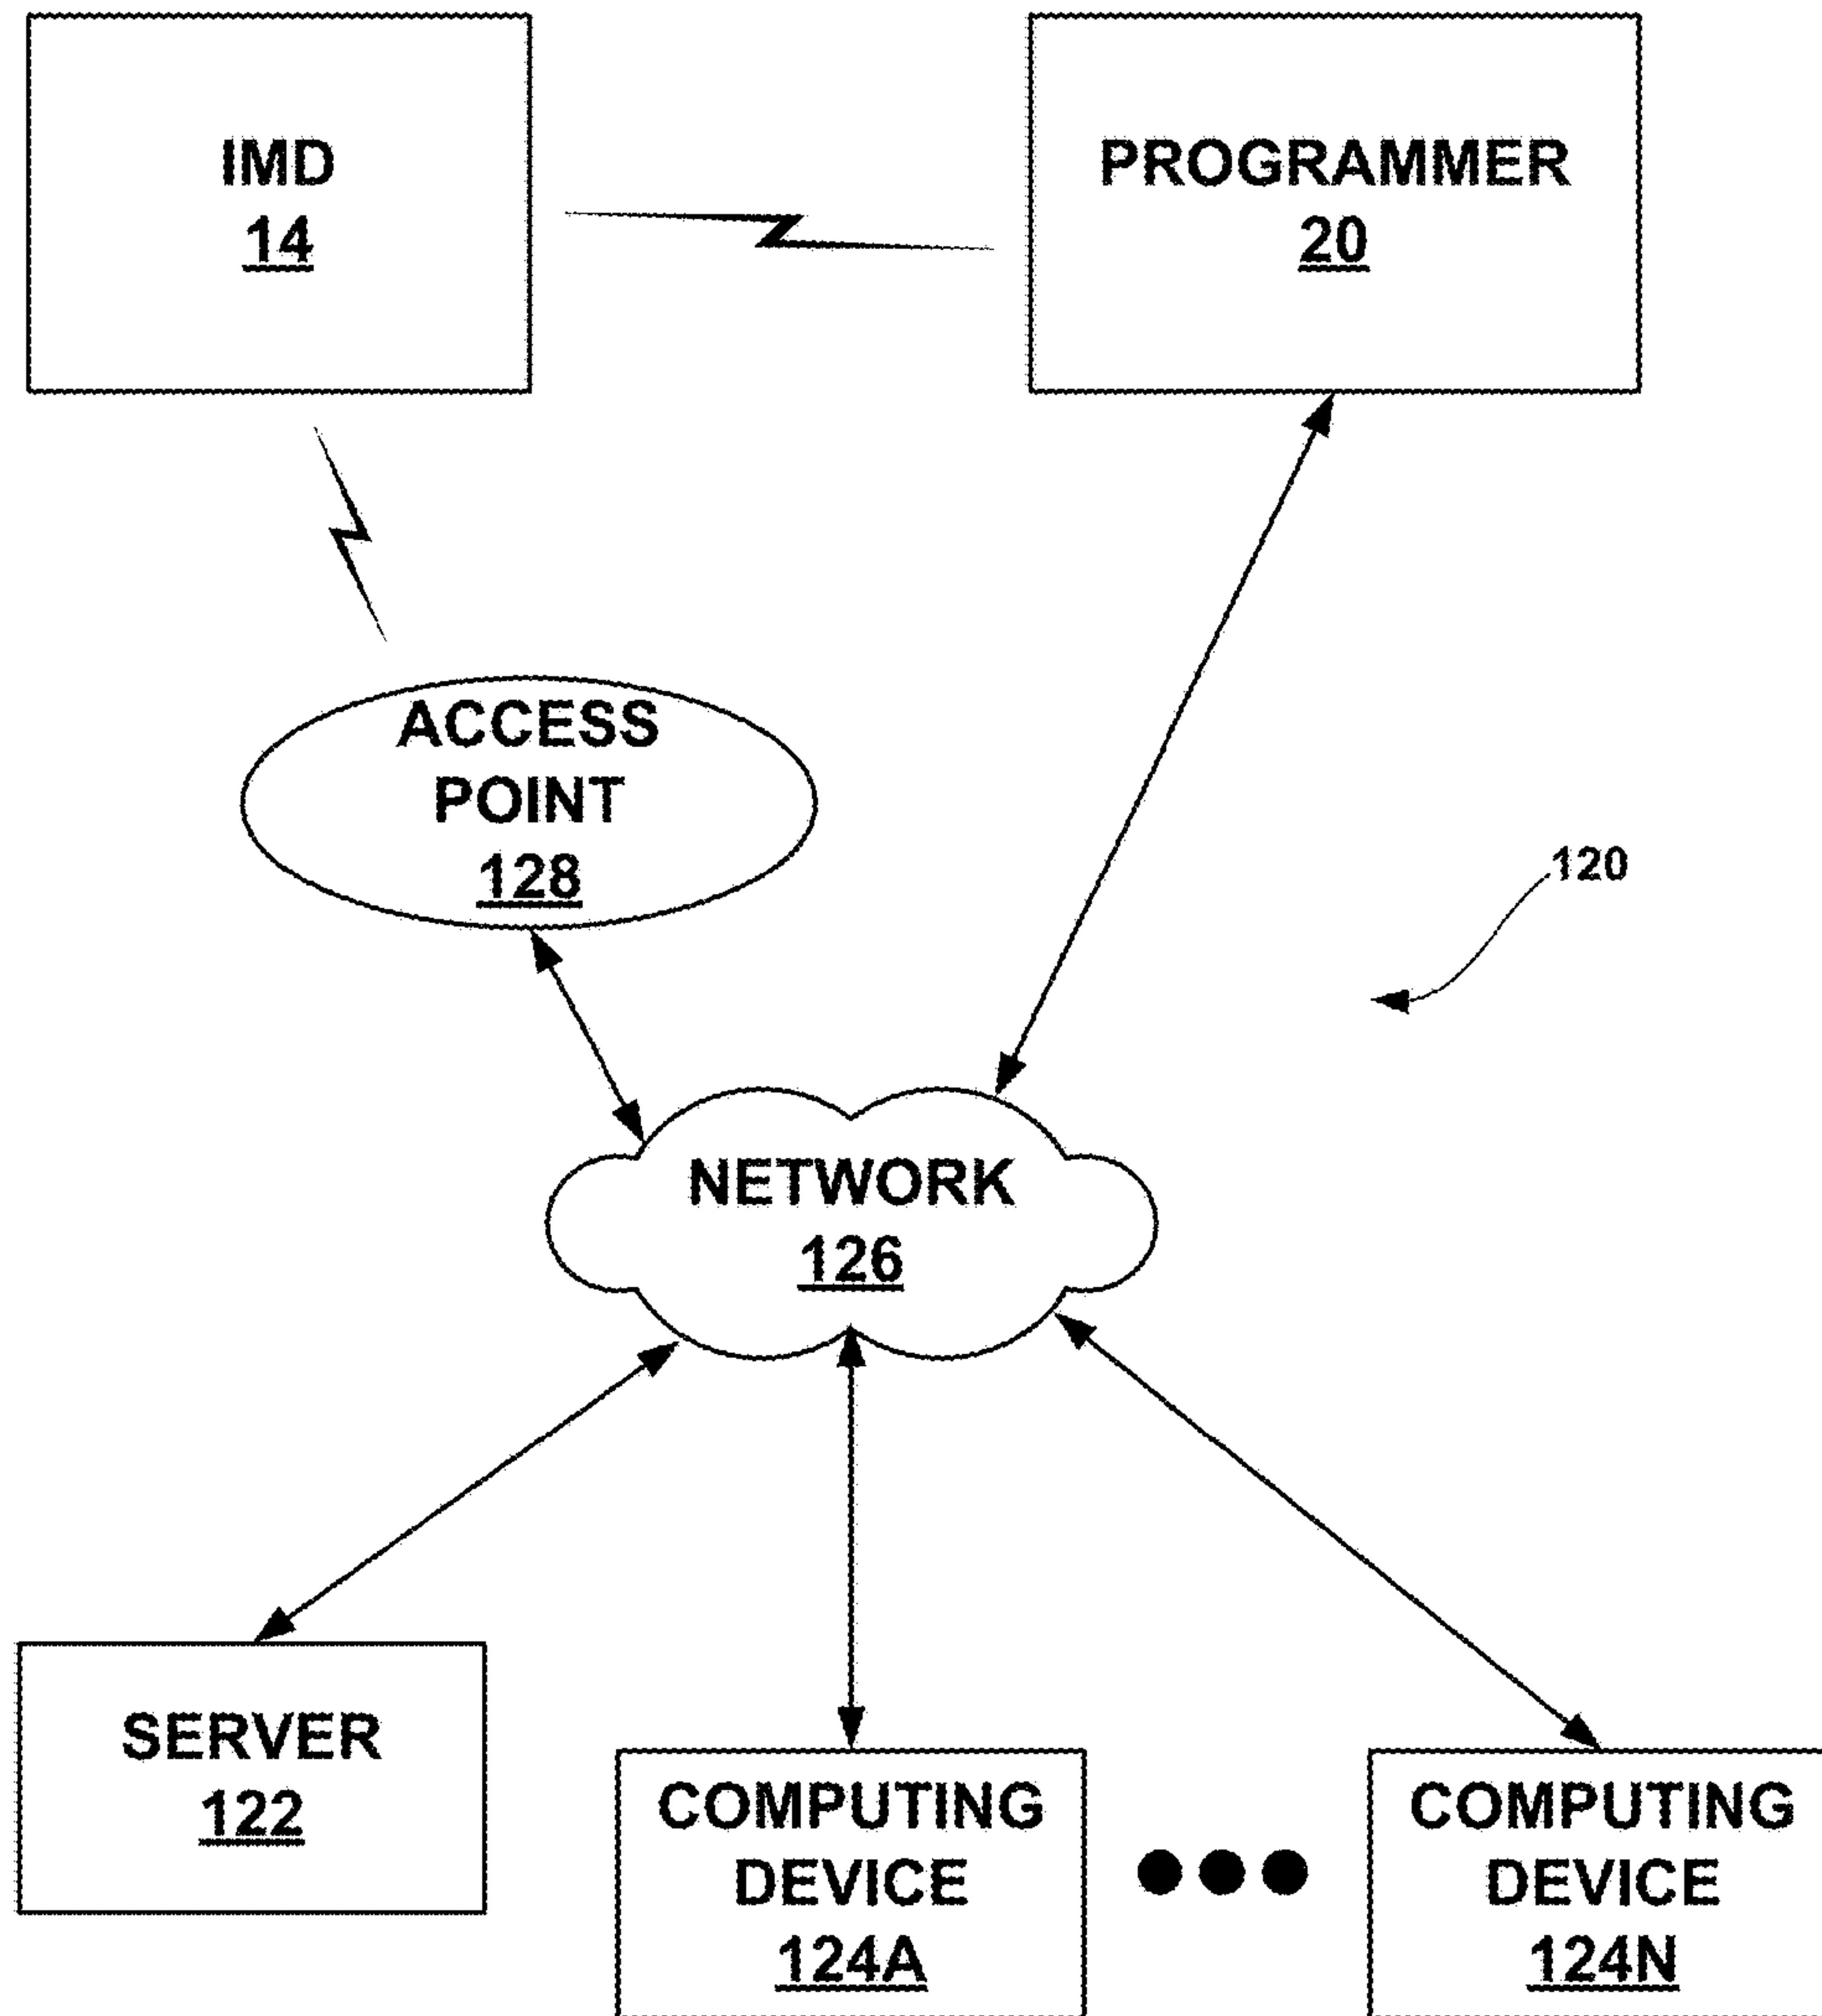 IMD
14
PROGRAMMER
20
ACCESS
POINT
128
120
NETWORK
126
SERVER
122
COMPUTING
DEVICE
124A
COMPUTING
DEVICE
124N